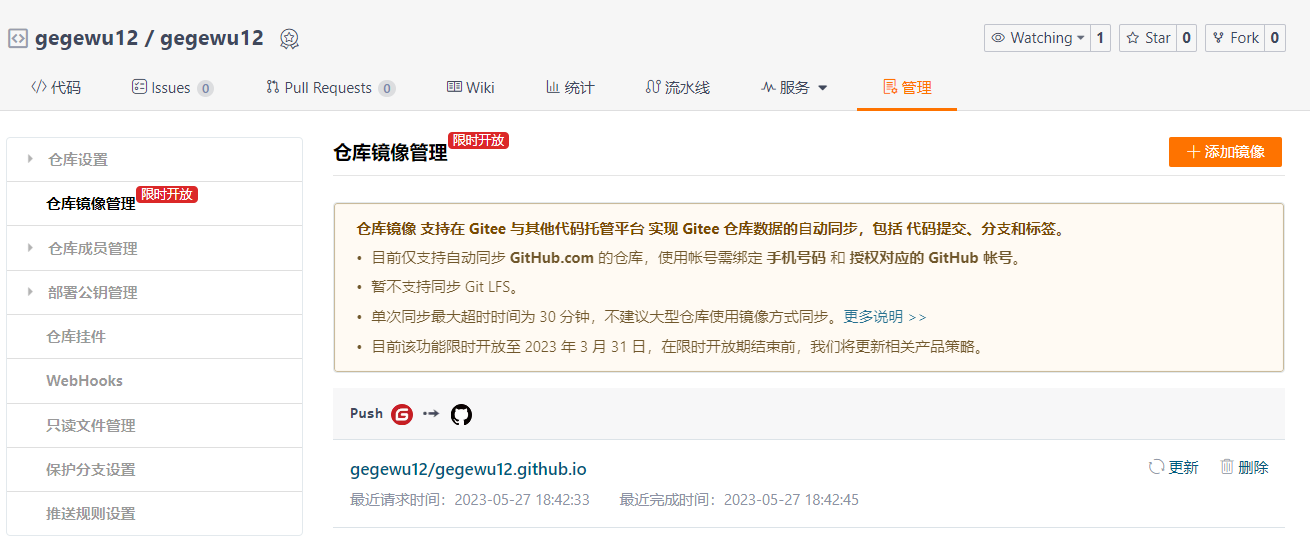 gegewu12 / gegewu12
Watching 1 Star 0 Fork 0
代码 Issues 0 Pull Requests 0 Wiki 统计 流水线 服务 管理
仓库设置
仓库镜像管理 限时开放
仓库成员管理
部署公钥管理
仓库挂件
WebHooks
只读文件管理
保护分支设置
推送规则设置
仓库镜像管理 限时开放
添加镜像
仓库镜像 支持在 Gitee 与其他代码托管平台 实现 Gitee 仓库数据的自动同步，包括 代码提交、分支和标签。
• 目前仅支持自动同步 GitHub.com 的仓库，使用帐号需绑定 手机号码 和 授权对应的 GitHub 帐号。
• 暂不支持同步 Git LFS。
• 单次同步最大超时时间为 30 分钟，不建议大型仓库使用镜像方式同步。更多说明 >>
• 目前该功能限时开放至 2023 年 3 月 31 日，在限时开放期结束前，我们将更新相关产品策略。
Push
gegewu12/gegewu12.github.io
更新 删除
最近请求时间：2023-05-27 18:42:33 最近完成时间：2023-05-27 18:42:45